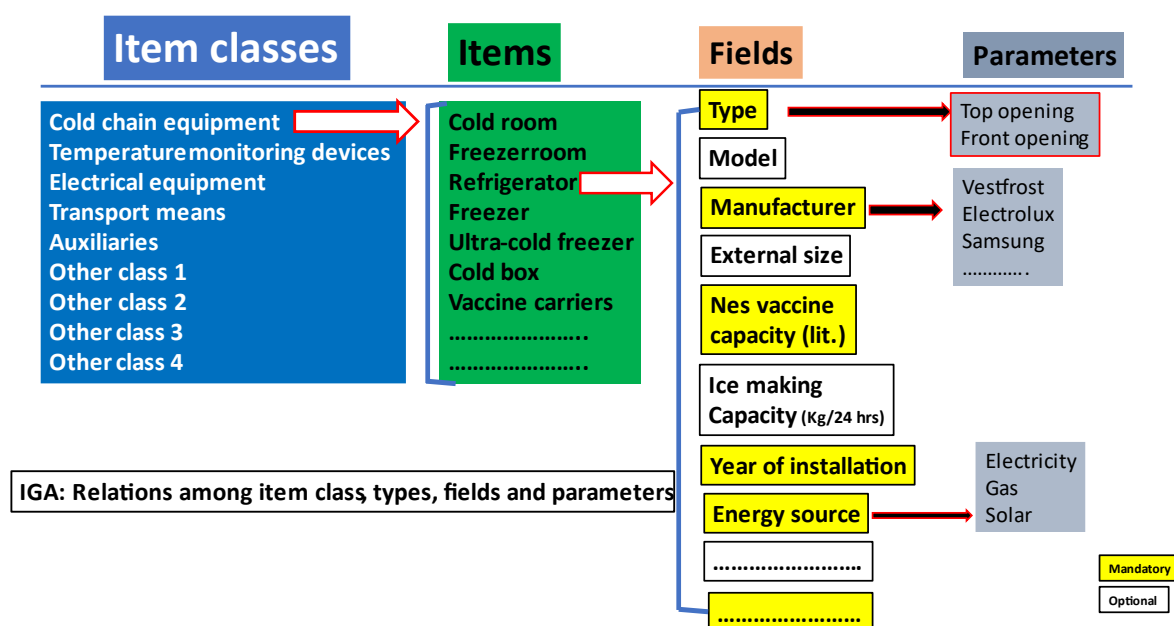 Item classes
Items
Fields
Parameters
Cold chain equipment
Temperature monitoring devices
Electrical equipment
Transport means
Auxiliaries
Other class 1
Other class 2
Other class 3
Other class 4
Cold room
Freezer room
Refrigerator
Freezer
Ultra-cold freezer
Cold box
Vaccine carriers
…………………..
…………………..
Type
Model
Manufacturer
External size
Nes vaccine
capacity (lit.)
Ice making
Capacity (Kg/24 hrs)
Year of installation
Energy source
…………………….
……………………
Top opening
Front opening
Vestfrost
Electrolux
Samsung
………….
Electricity
Gas
Solar
IGA: Relations among item class, types, fields and parameters
Mandatory
Optional